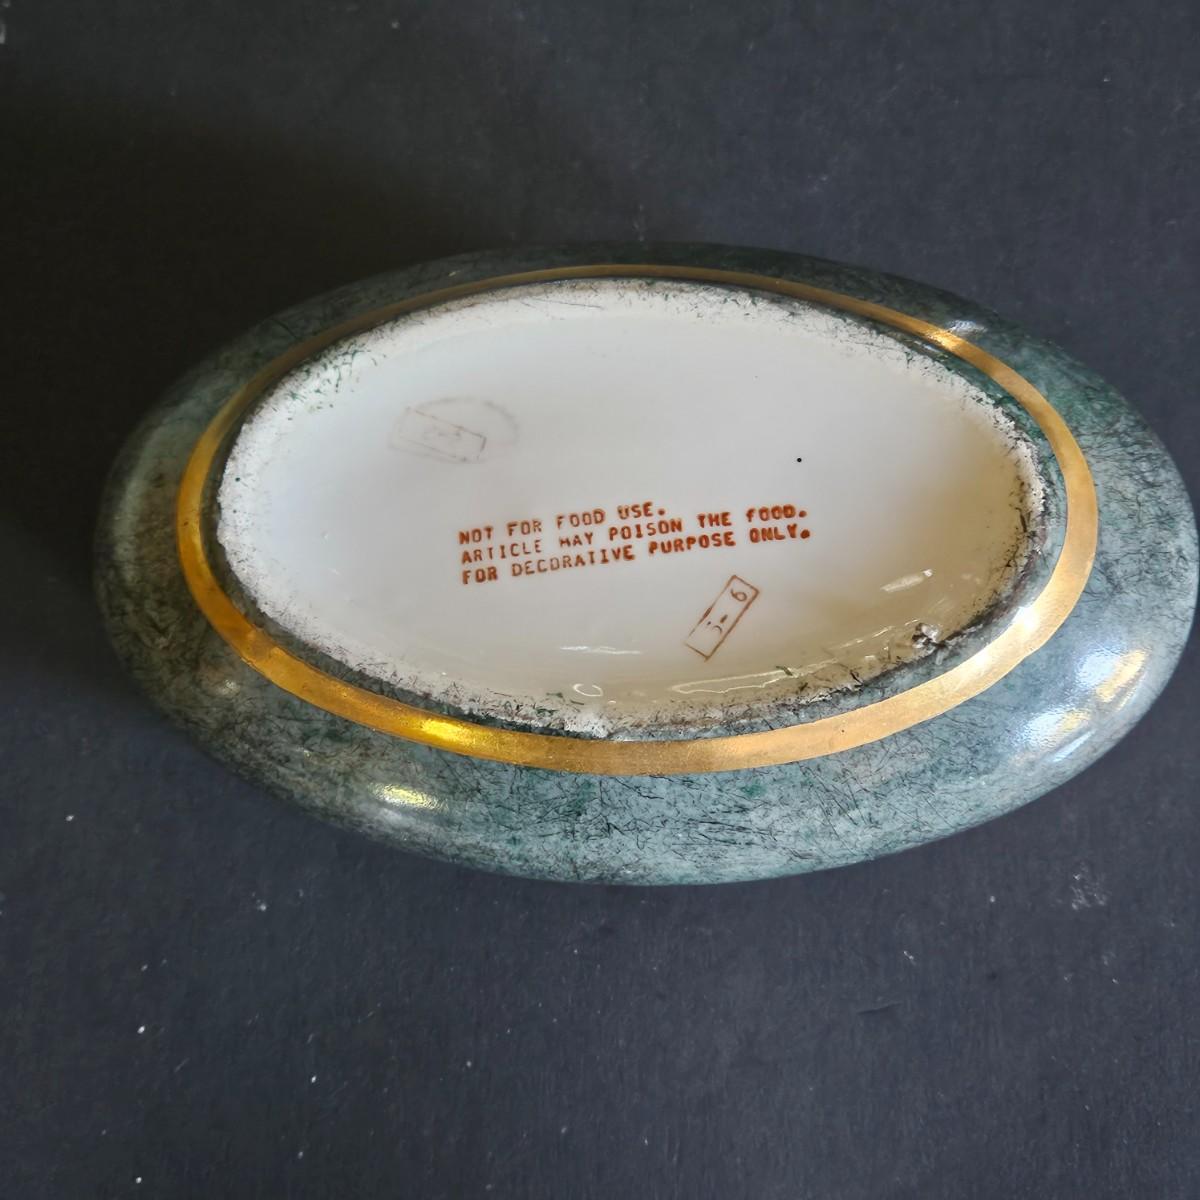 NOT FOR FOOD USE.
ARTICLE MAY POISON THE FOOD.
FOR DECORATIVE PURPOSE ONLY.